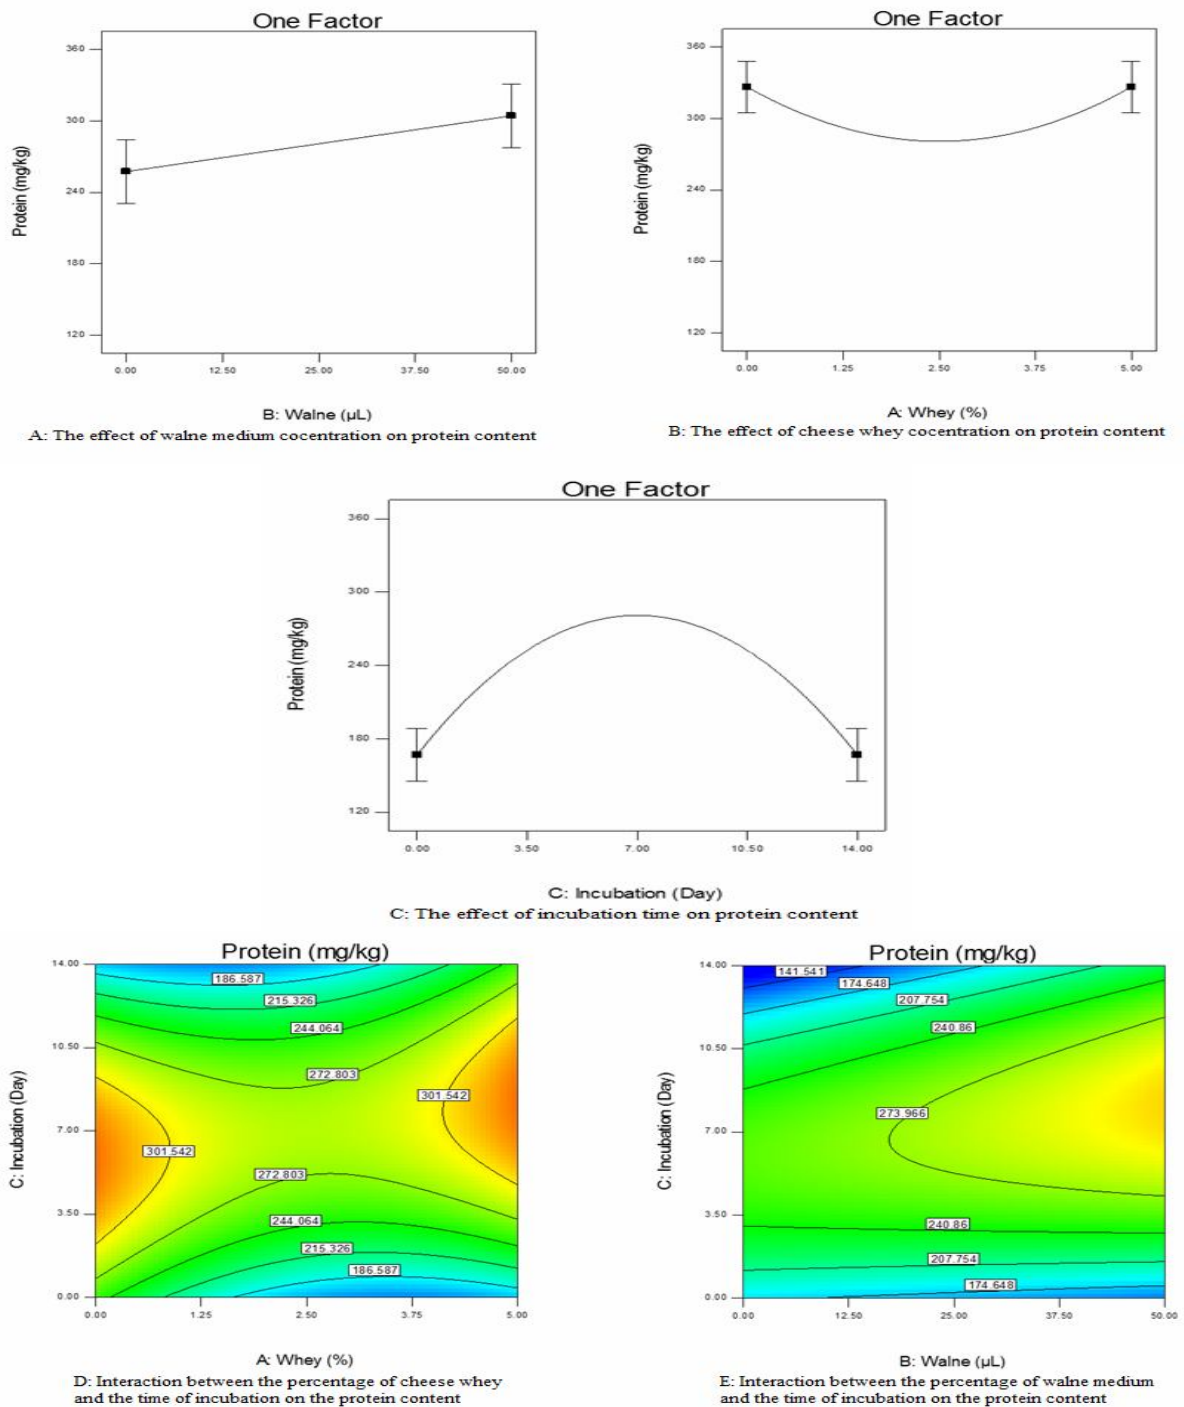 One Factor
360
300
240
180
120
Protein (mg/kg)
0.00 12.50 25.00 37.50 50.00
B: Walne (µL)
A: The effect of walne medium cocentration on protein content
One Factor
360
300
240
180
120
Protein (mg/kg)
0.00 1.25 2.50 3.75 5.00
A: Whey (%)
B: The effect of cheese whey cocentration on protein content
One Factor
360
300
240
180
120
Protein (mg/kg)
0.00 3.50 7.00 10.50 14.00
C: Incubation (Day)
C: The effect of incubation time on protein content
Protein (mg/kg)
14.00
10.50
7.00
3.50
0.00
C: Incubation (Day)
186.587
215.326
244.064
272.803
301.542
301.542
272.803
244.064
215.326
186.587
0.00 1.25 2.50 3.75 5.00
A: Whey (%)
D: Interaction between the percentage of cheese whey
and the time of incubation on the protein content
Protein (mg/kg)
14.00
10.50
7.00
3.50
0.00
C: Incubation (Day)
141.541
174.648
207.754
240.86
273.966
240.86
207.754
174.648
0.00 12.50 25.00 37.50 50.00
B: Walne (µL)
E: Interaction between the percentage of walne medium
and the time of incubation on the protein content